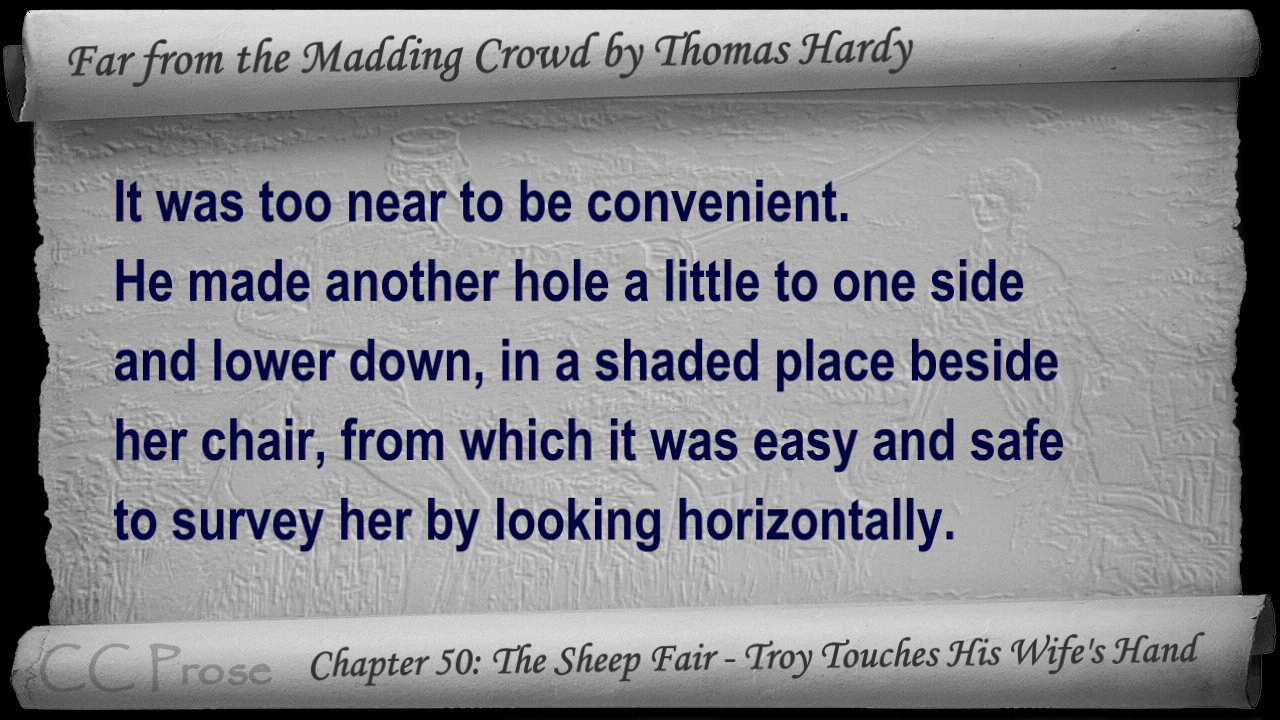 Far from the Madding Crowd by Thomas Hardy
It was too near to be convenient.
He made another hole a little to one side
and lower down, in a shaded place beside
her chair, from which it was easy and safe
to survey her by looking horizontally.
CC Prose
Chapter 50: The Sheep Fair - Troy Touches His Wife's Hand